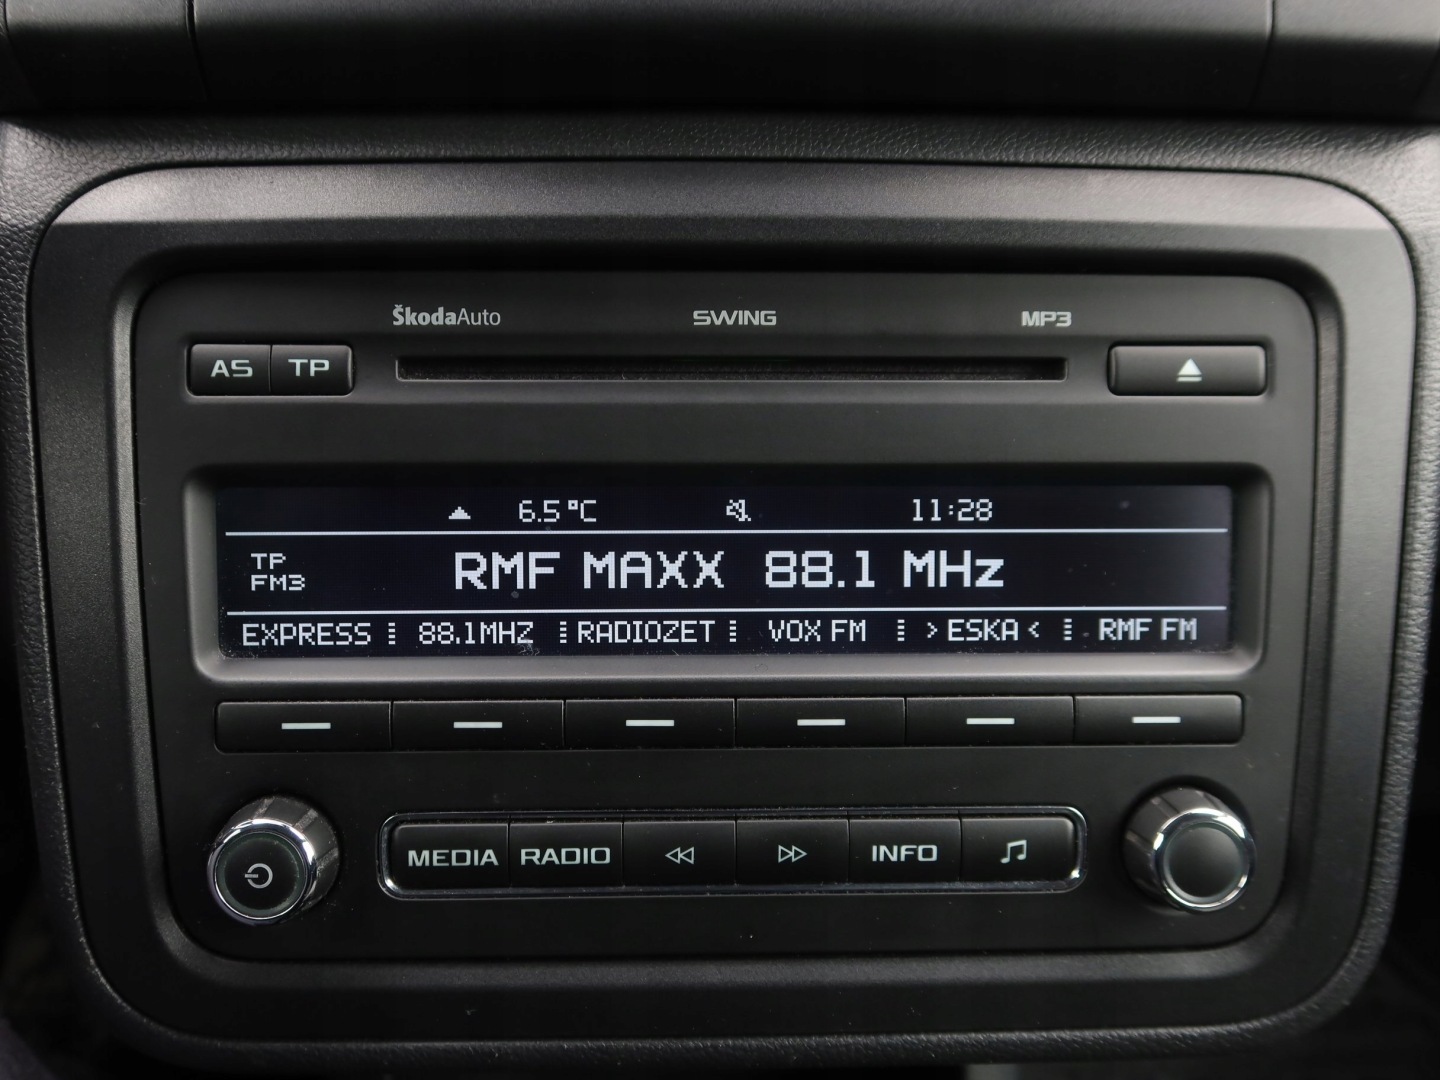 ŠkodaAuto SWING MP3
AS TP
6.5°C 11:28
TP
FM3
RMF MAXX 88.1 MHz
EXPRESS 88.1MHZ RADIOZET VOX FM >ESKA< RMF FM
MEDIA RADIO INFO